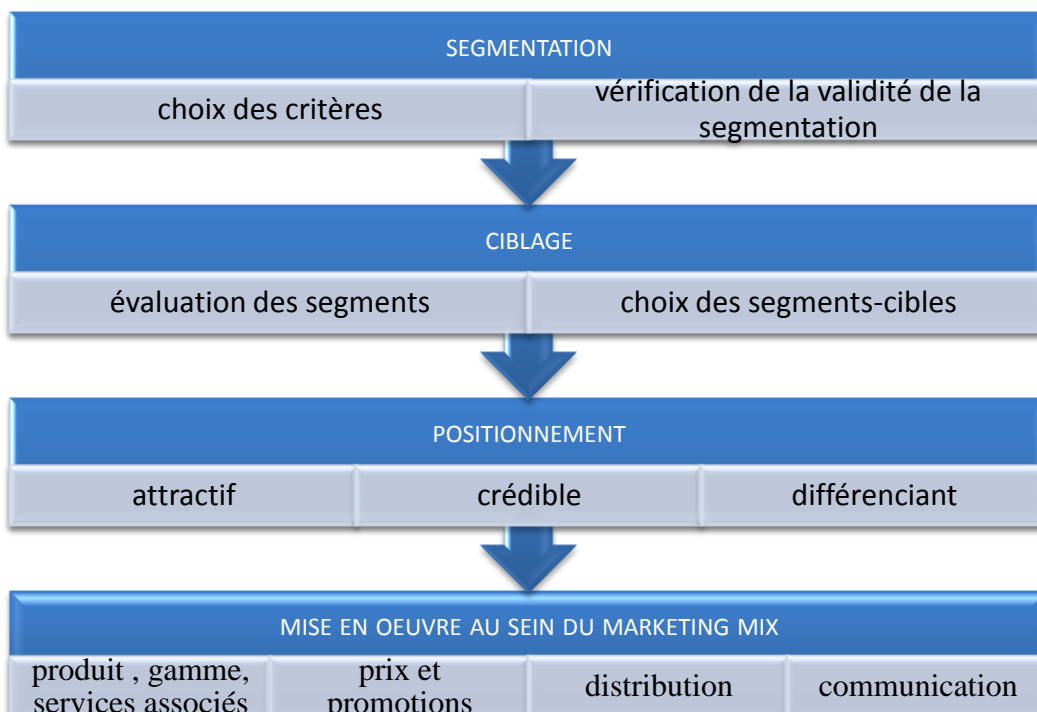 SEGMENTATION
choix des critères
vérification de la validité de la
segmentation
CIBLAGE
évaluation des segments
choix des segments-cibles
POSITIONNEMENT
attractif
crédible
différenciant
MISE EN OEUVRE AU SEIN DU MARKETING MIX
produit , gamme,
services associés
prix et
promotions
distribution
communication